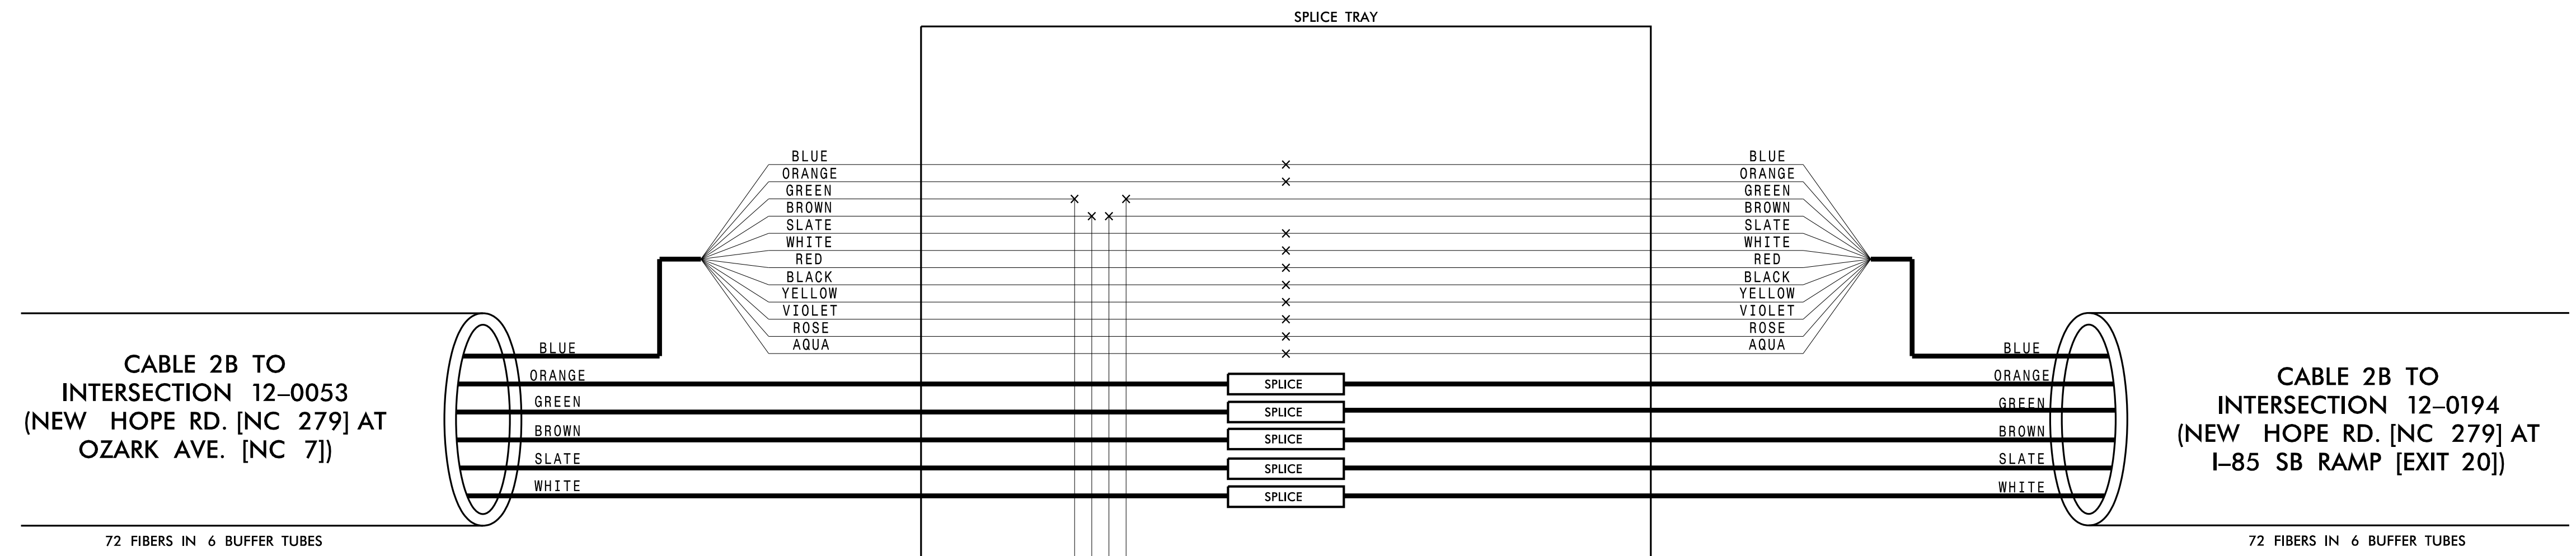 SPLICE TRAY
BLUE
ORANGE
GREEN
BROWN
SLATE
WHITE
RED
BLACK
YELLOW
VIOLET
ROSE
AQUA
BLUE
ORANGE
GREEN
BROWN
SLATE
WHITE
RED
BLACK
YELLOW
VIOLET
ROSE
AQUA
CABLE 2B TO
INTERSECTION 12-0053
(NEW HOPE RD. [NC 279] AT
OZARK AVE. [NC 7])
72 FIBERS IN 6 BUFFER TUBES
BLUE
ORANGE
GREEN
BROWN
SLATE
WHITE
SPLICE
SPLICE
SPLICE
SPLICE
SPLICE
BLUE
ORANGE
GREEN
BROWN
SLATE
WHITE
CABLE 2B TO
INTERSECTION 12-0194
(NEW HOPE RD. [NC 279] AT
I-85 SB RAMP [EXIT 20])
72 FIBERS IN 6 BUFFER TUBES